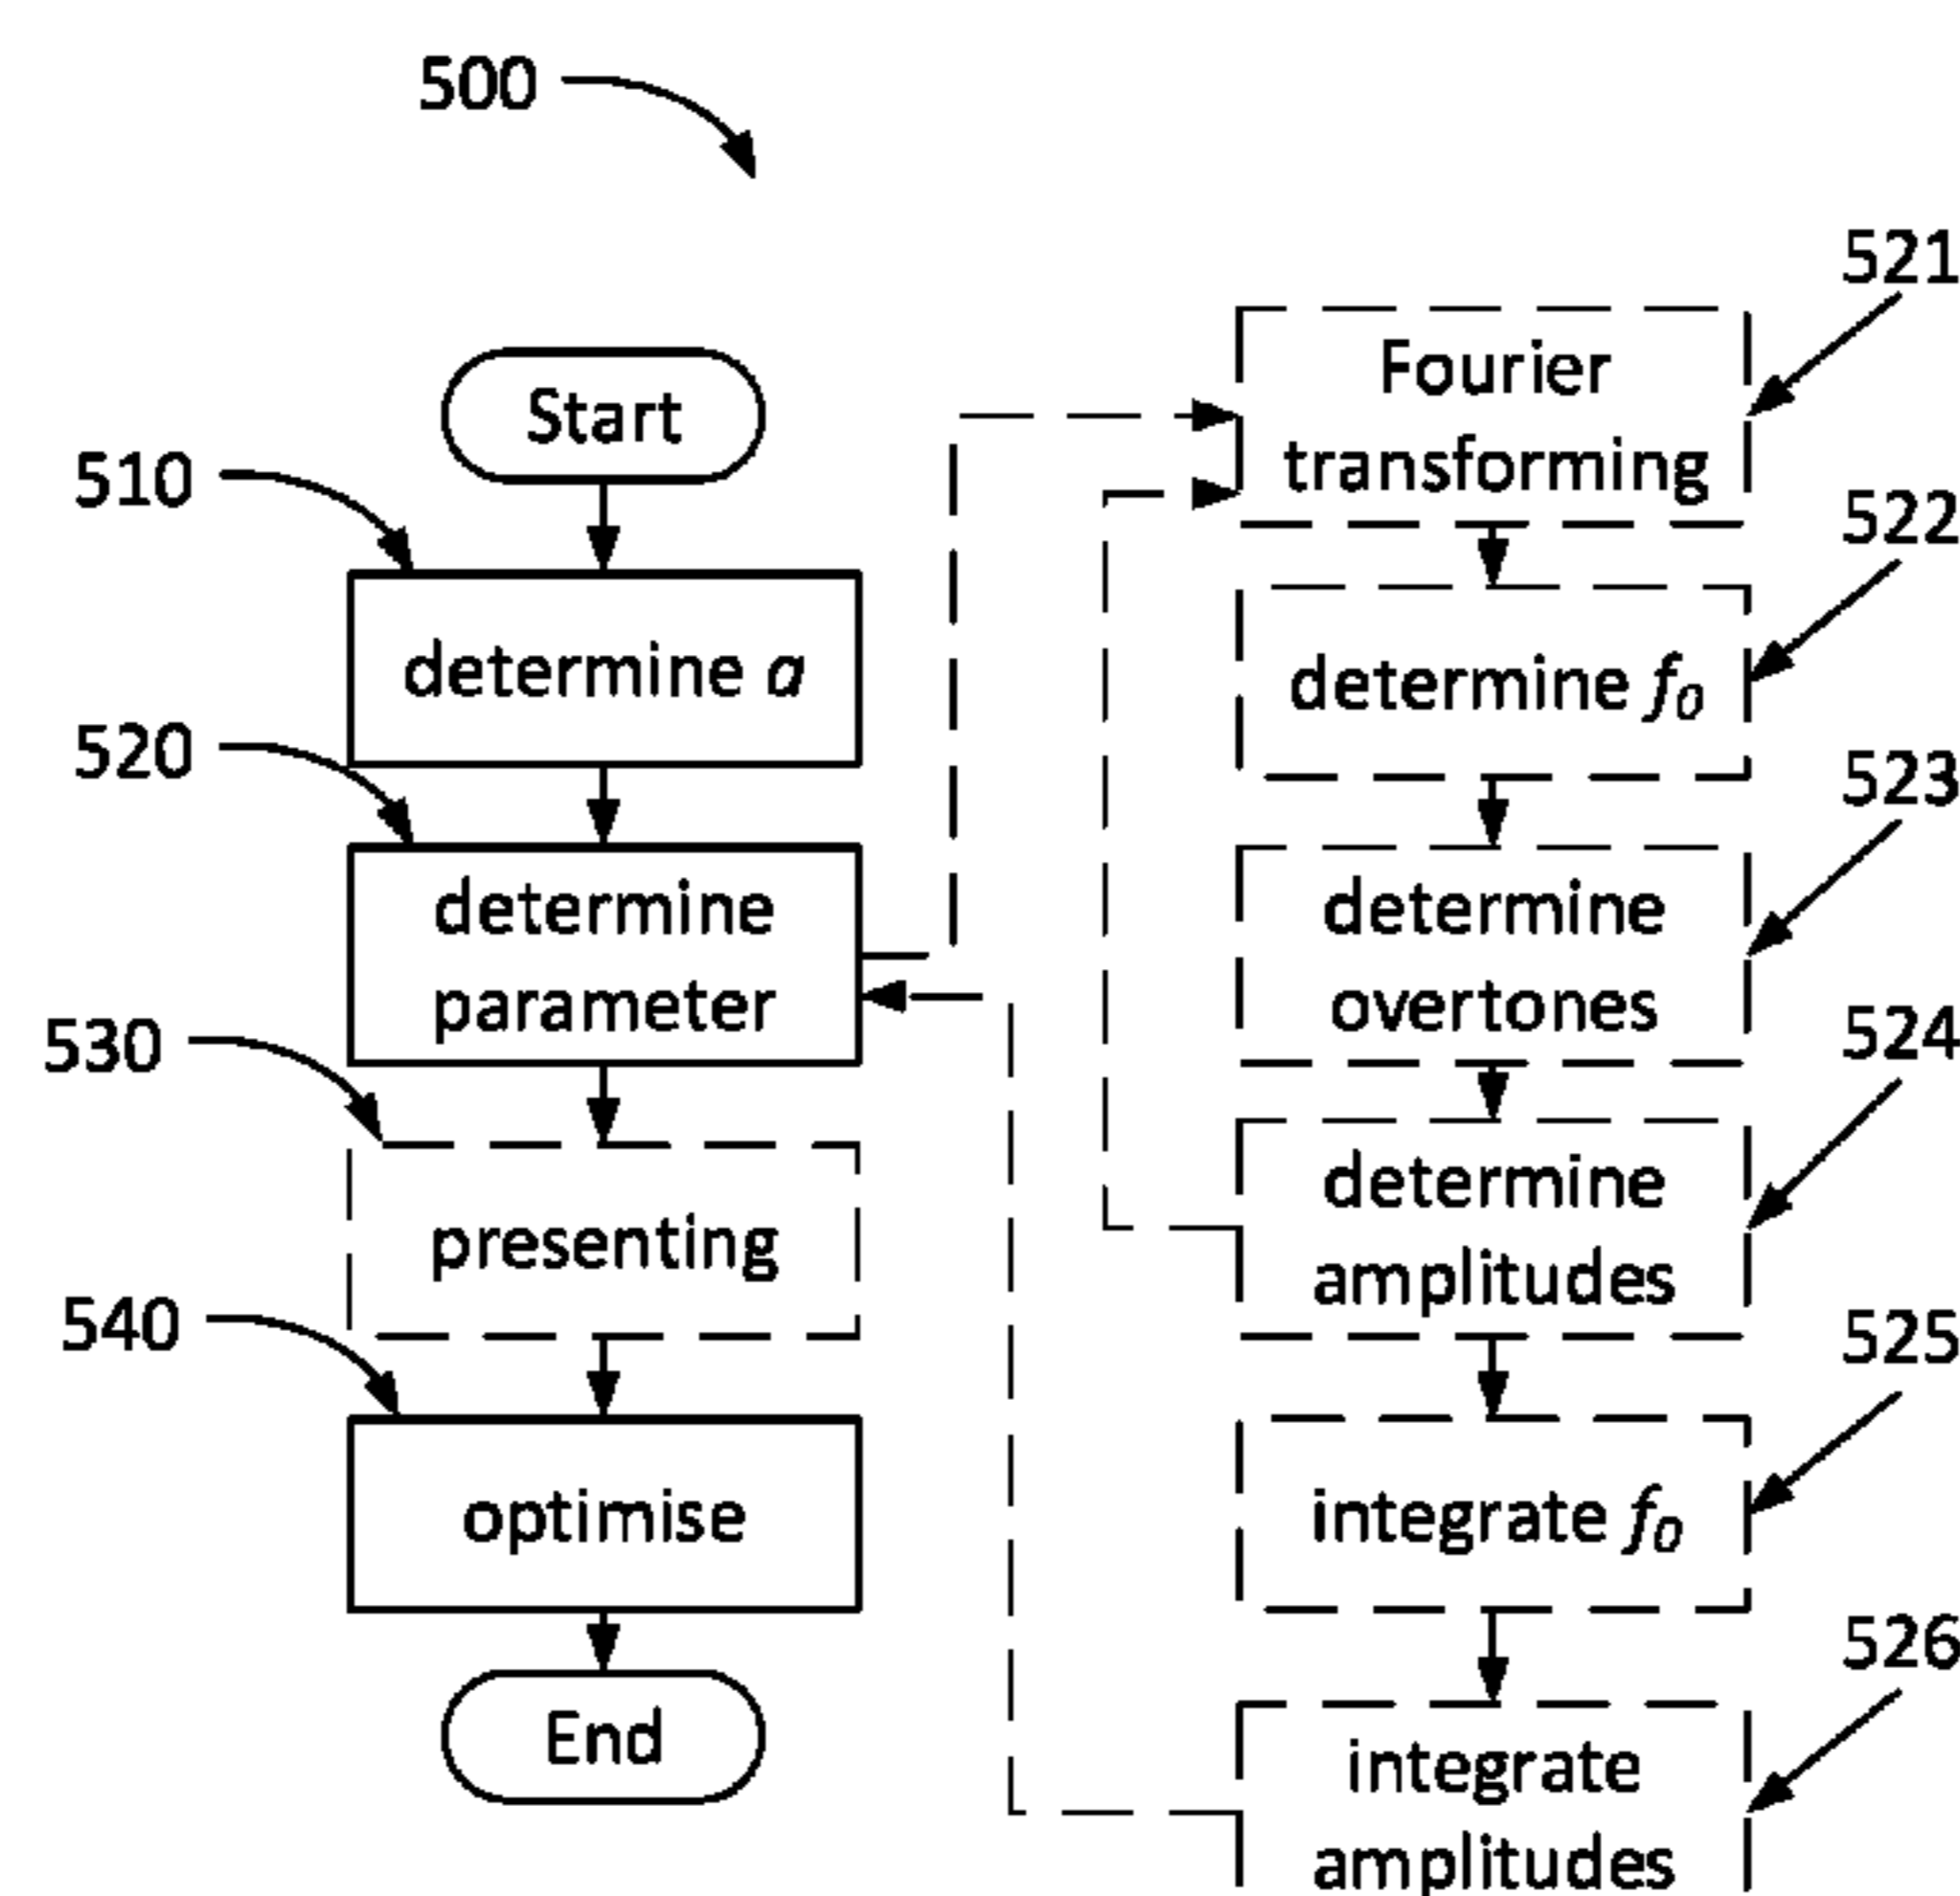 500
Start
510
determine a
520
determine
parameter
530
presenting
540
optimise
End
521
Fourier
transforming
522
determine f0
523
determine
overtones
524
determine
amplitudes
525
integrate f0
526
integrate
amplitudes